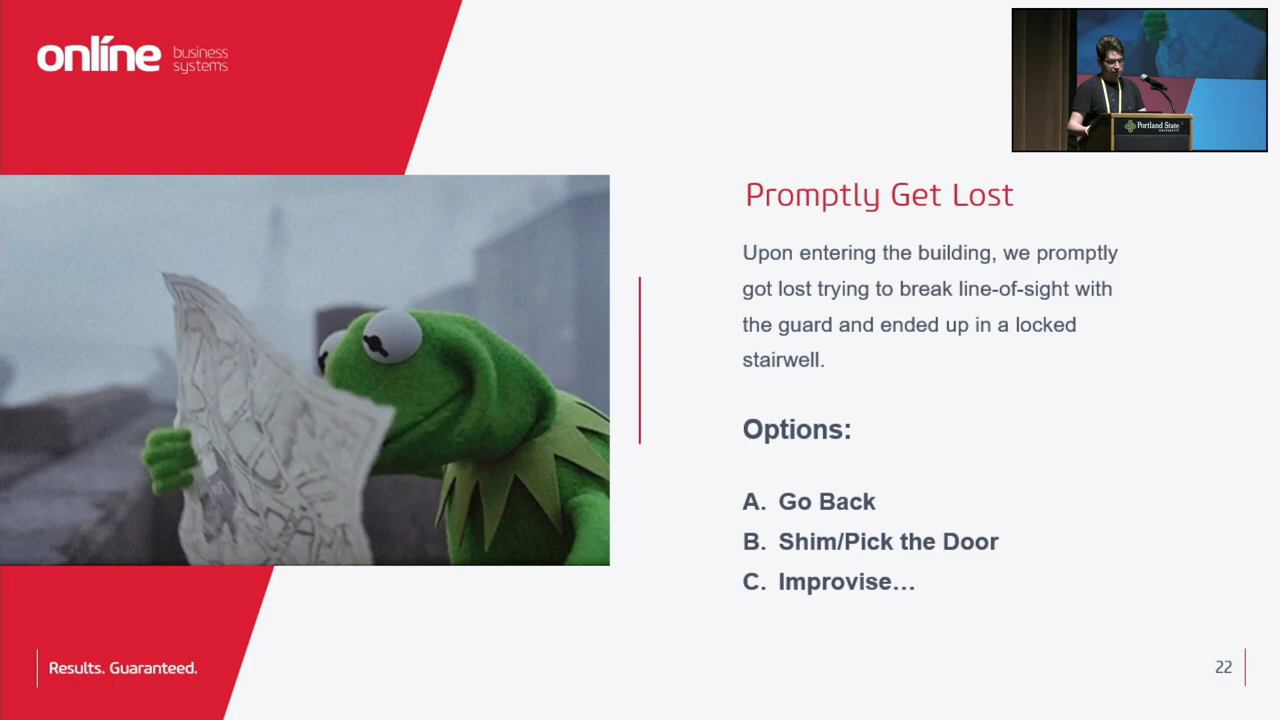 online business systems
Portland State
UNIVERSITY
Promptly Get Lost
Upon entering the building, we promptly
got lost trying to break line-of-sight with
the guard and ended up in a locked
stairwell.
Options:
A. Go Back
B. Shim/Pick the Door
C. Improvise...
Results. Guaranteed.
22